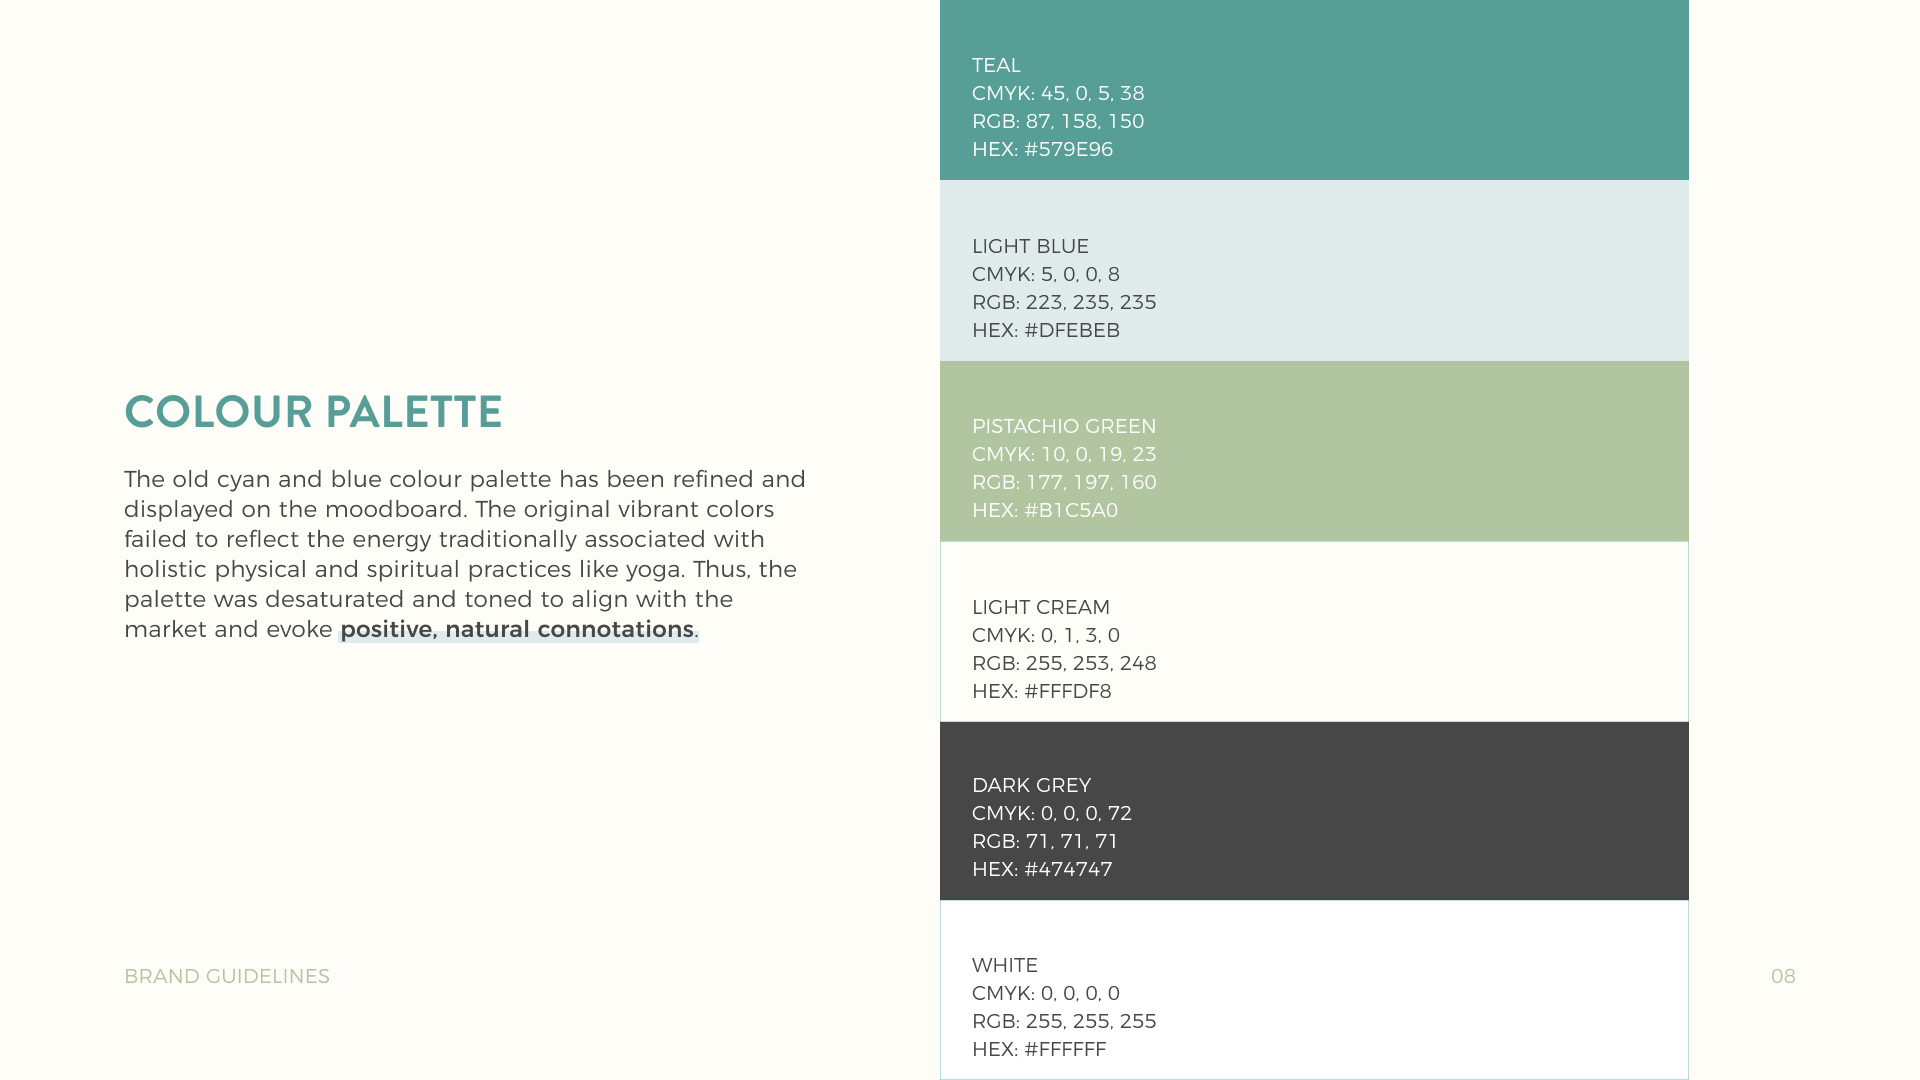 COLOUR PALETTE
The old cyan and blue colour palette has been refined and
displayed on the moodboard. The original vibrant colors
failed to reflect the energy traditionally associated with
holistic physical and spiritual practices like yoga. Thus, the
palette was desaturated and toned to align with the
market and evoke positive, natural connotations.
TEAL
CMYK: 45, 0, 5, 38
RGB: 87, 158, 150
HEX: #579E96
LIGHT BLUE
CMYK: 5, 0, 0, 8
RGB: 223, 235, 235
HEX: #DFEBEB
PISTACHIO GREEN
CMYK: 10, 0, 19, 23
RGB: 177, 197, 160
HEX: #B1C5A0
LIGHT CREAM
CMYK: 0, 1, 3, 0
RGB: 255, 253, 248
HEX: #FFFDF8
DARK GREY
CMYK: 0, 0, 0, 72
RGB: 71, 71, 71
HEX: #474747
WHITE
CMYK: 0, 0, 0, 0
RGB: 255, 255, 255
HEX: #FFFFFF
BRAND GUIDELINES
08